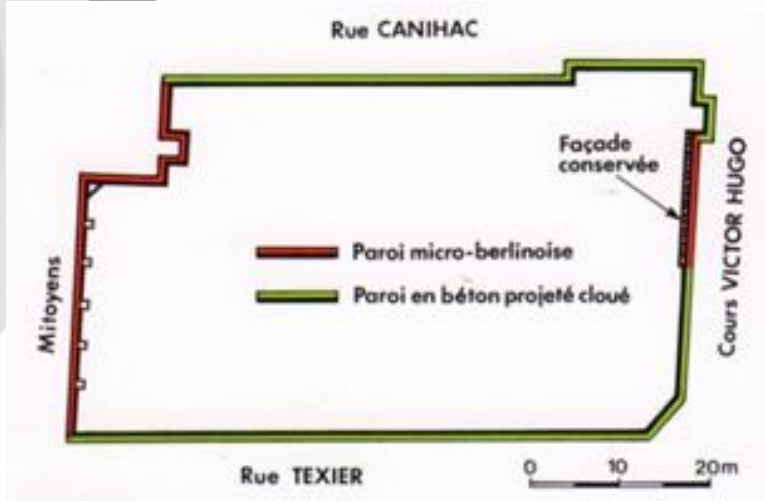 Rue CANIHAC
Façade
conservée
Cours VICTOR HUGO
Mitoyens
Paroi micro-berlinoise
Paroi en béton projeté cloué
Rue TEXIER
0 10 20m